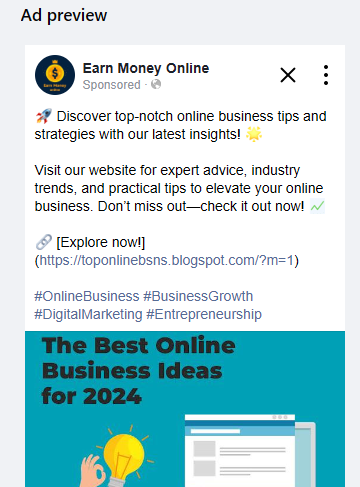 Ad preview
Earn Money Online
Sponsored ·
🚀 Discover top-notch online business tips and
strategies with our latest insights! 🌟
Visit our website for expert advice, industry
trends, and practical tips to elevate your online
business. Don’t miss out—check it out now! 📈
🔗 [Explore now!]
(https://toponlinebsns.blogspot.com/?m=1)
#OnlineBusiness #BusinessGrowth
#DigitalMarketing #Entrepreneurship
The Best Online
Business Ideas
for 2024